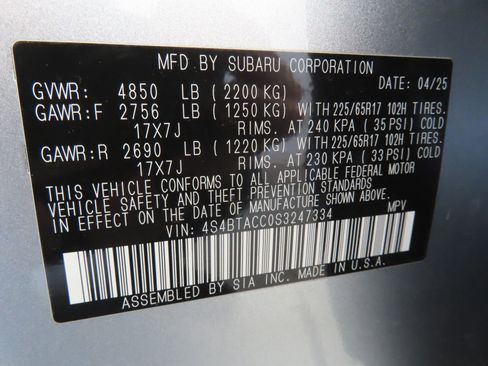 MFD. BY SUBARU CORPORATION
GVWR: 4850 LB (2200 KG) DATE: 04/25
GAWR:F 2756 LB (1250 KG) WITH 225/65R17 102H TIRES.
17X7J RIMS. AT 240 KPA (35 PSI) COLD
GAWR:R 2690 LB (1220 KG) WITH 225/65R17 102H TIRES.
17X7J RIMS. AT 230 KPA (33 PSI) COLD
THIS VEHICLE CONFORMS TO ALL APPLICABLE FEDERAL MOTOR
VEHICLE SAFETY AND THEFT PREVENTION STANDARDS
IN EFFECT ON THE DATE OF MANUFACTURE SHOWN ABOVE.
VIN: 4S4BTACC0S3247334 MPV
ASSEMBLED BY SIA INC. MADE IN U.S.A.